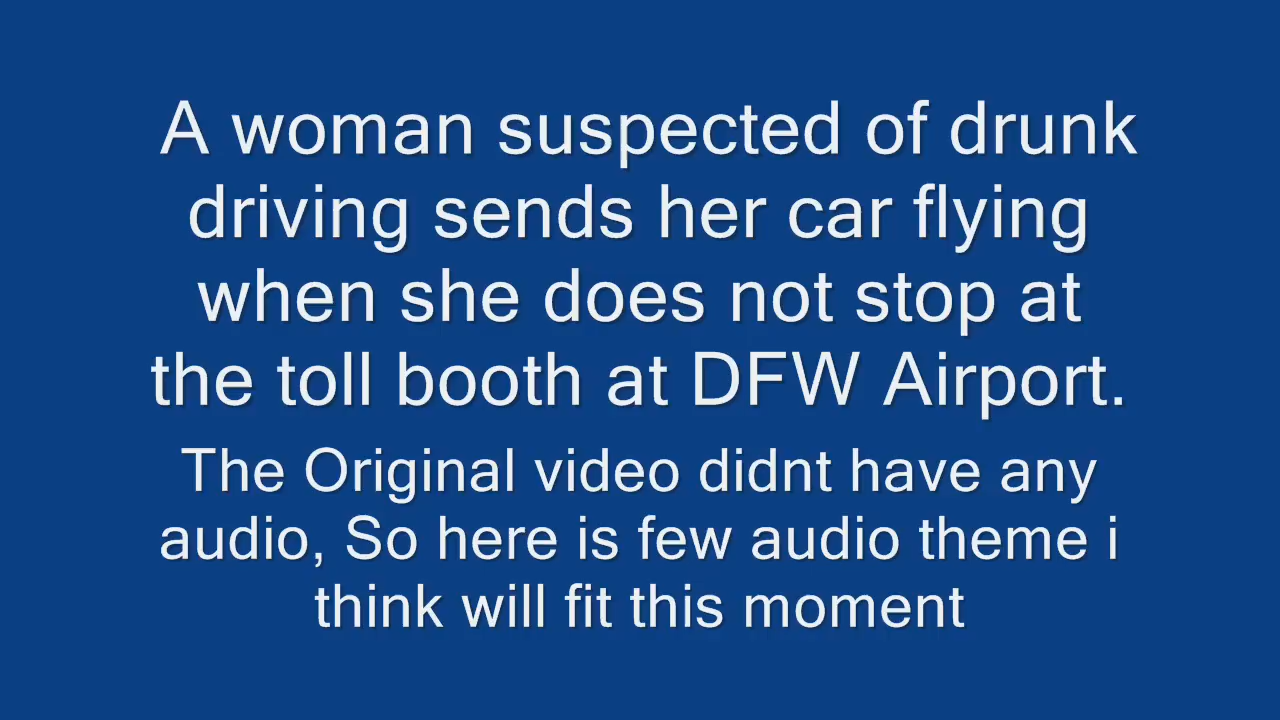 A woman suspected of drunk
driving sends her car flying
when she does not stop at
the toll booth at DFW Airport.
The Original video didnt have any
audio, So here is few audio theme i
think will fit this moment